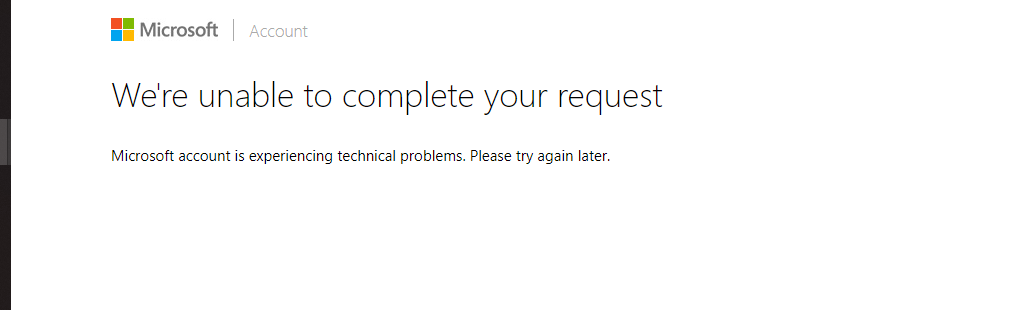 Microsoft | Account
We're unable to complete your request
Microsoft account is experiencing technical problems. Please try again later.